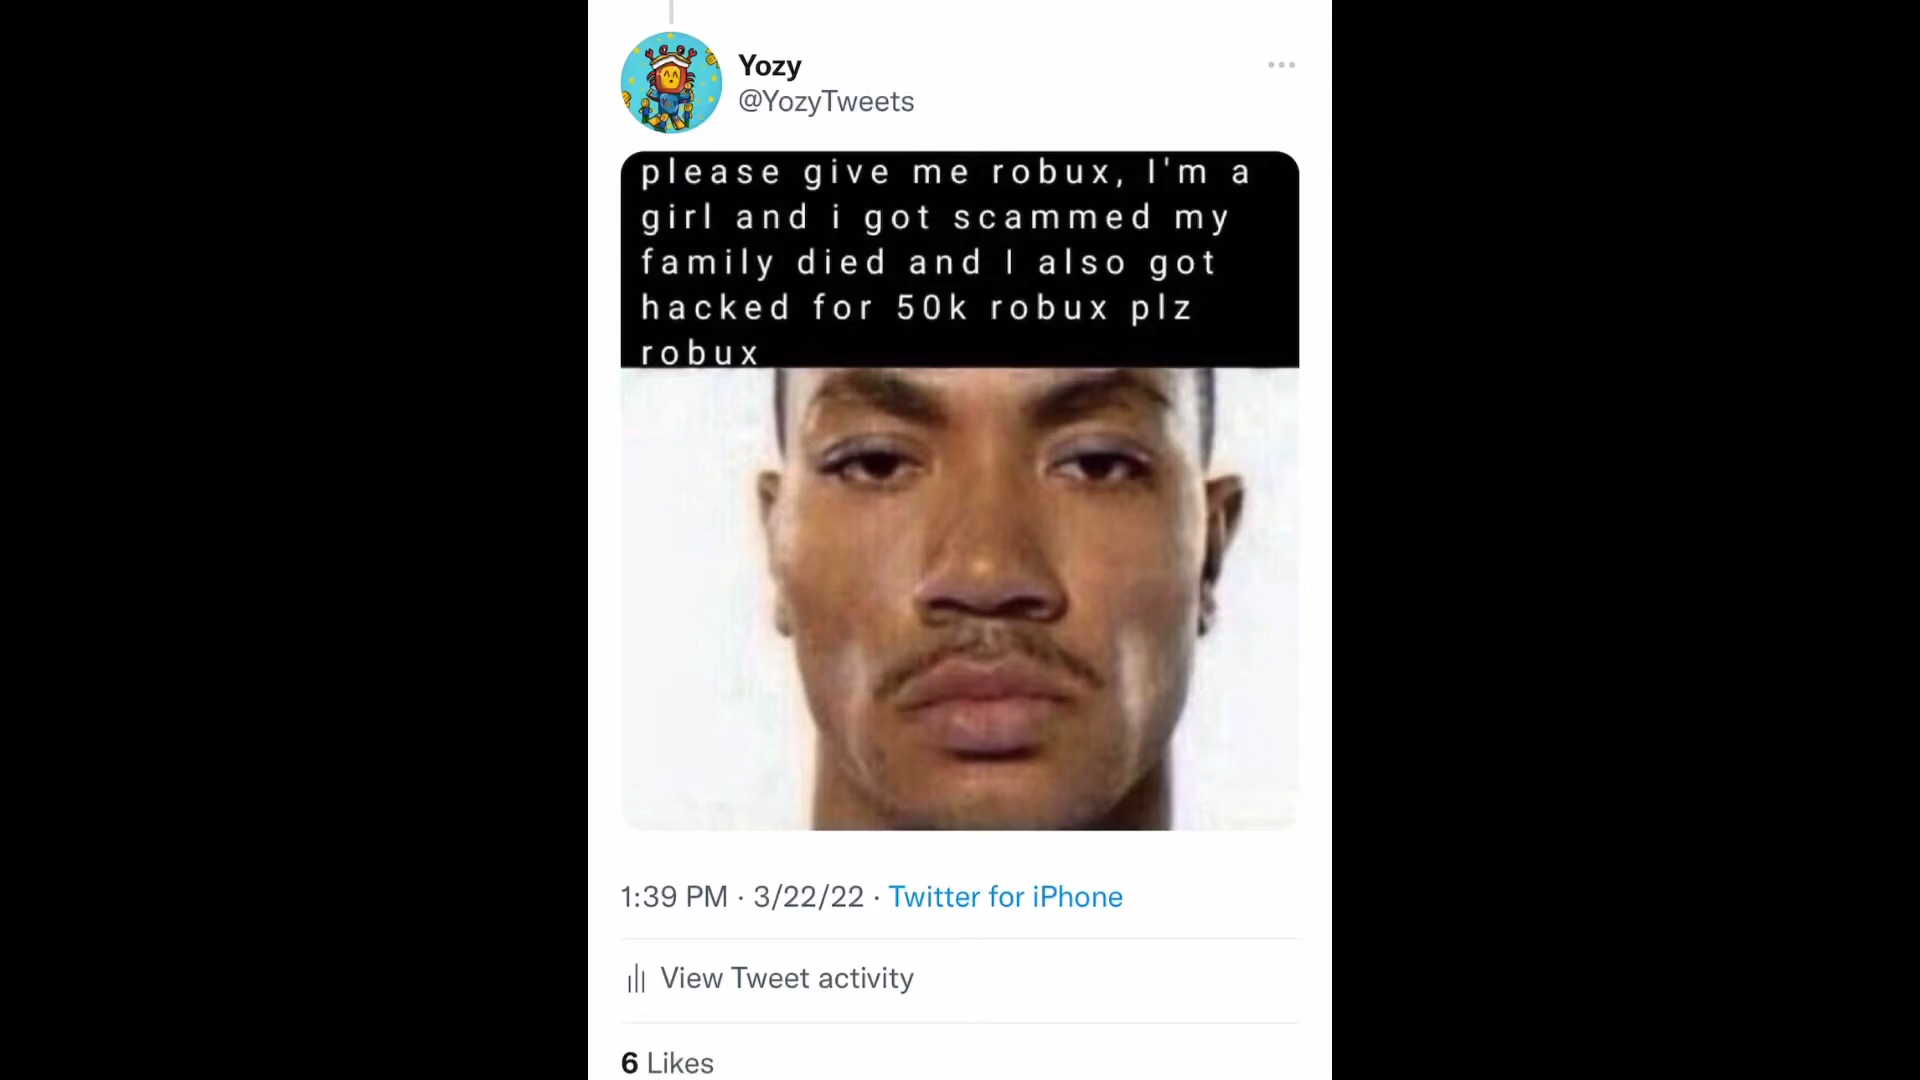 Yozy
@YozyTweets
please give me robux, I'm a
girl and i got scammed my
family died and I also got
hacked for 50k robux plz
robux
1:39 PM · 3/22/22 · Twitter for iPhone
View Tweet activity
6 Likes